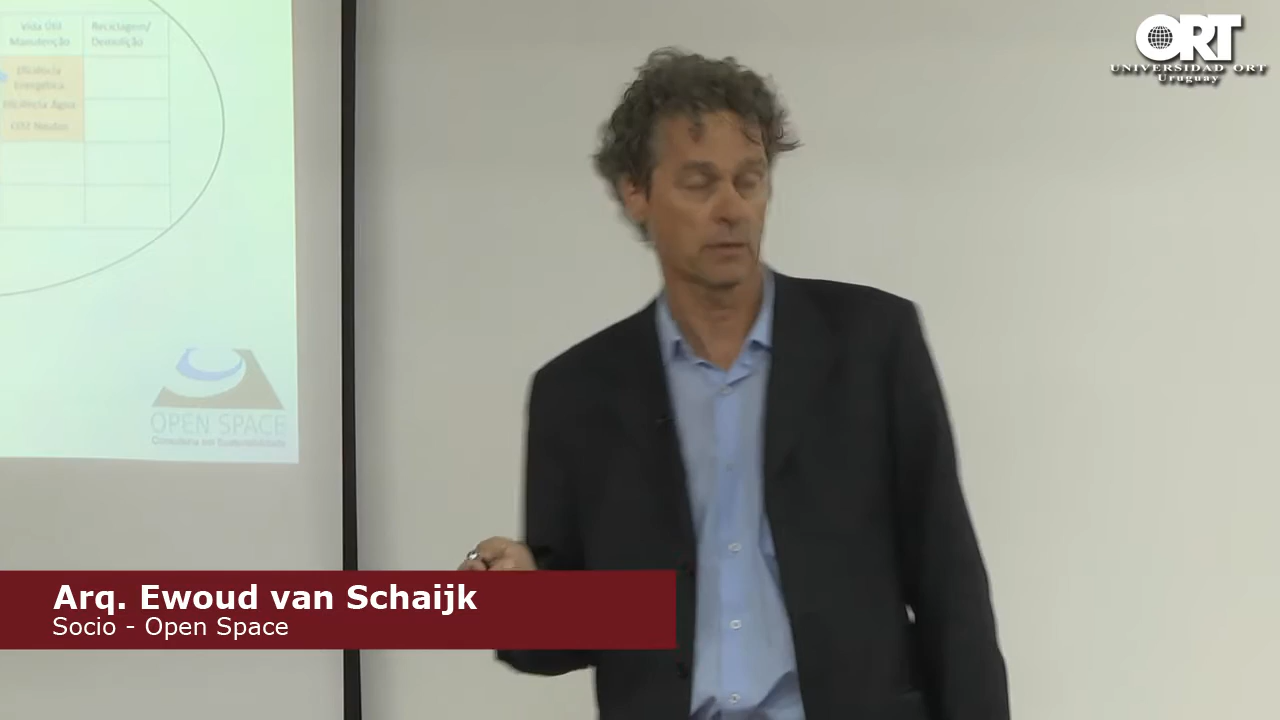 Vida Útil
Manutenção
Reciclagem/
Demolição
Eficiência
Energética
Eficiência Água
CO2 Neutro
ORT
UNIVERSIDAD ORT
Uruguay
OPEN SPACE
Consultoria em Sustentabilidade
Arq. Ewoud van Schaijk
Socio - Open Space